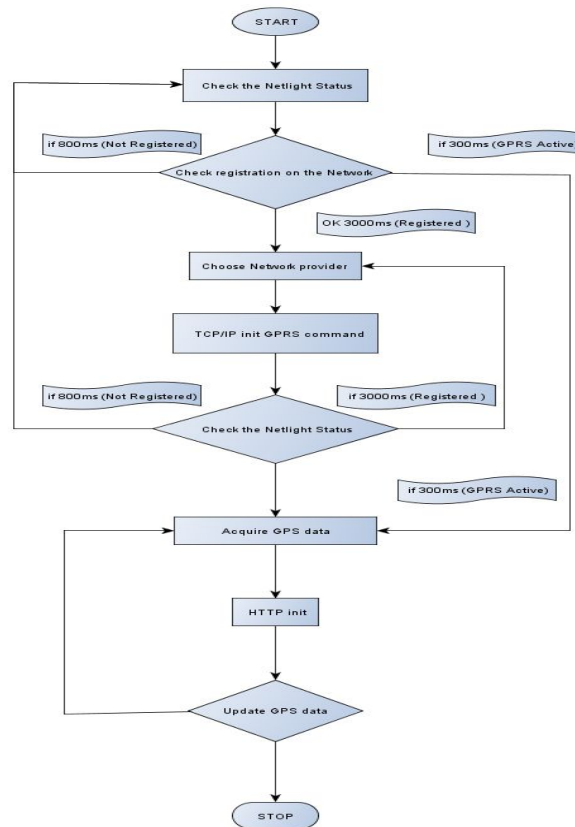 START
Check the Netlight Status
if 800ms (Not Registered)
if 300ms (GPRS Active
Check registration on the Network
OK 3000ms (Registered )
Choose Network provider
TCP/IP init GPRS command
if 800ms (Not Registered)
if 3000ms (Registered )
Check the Netlight Status
if 300ms (GPRS Active)
Acquire GPS data
HTTP init
Update GPS data
STOP